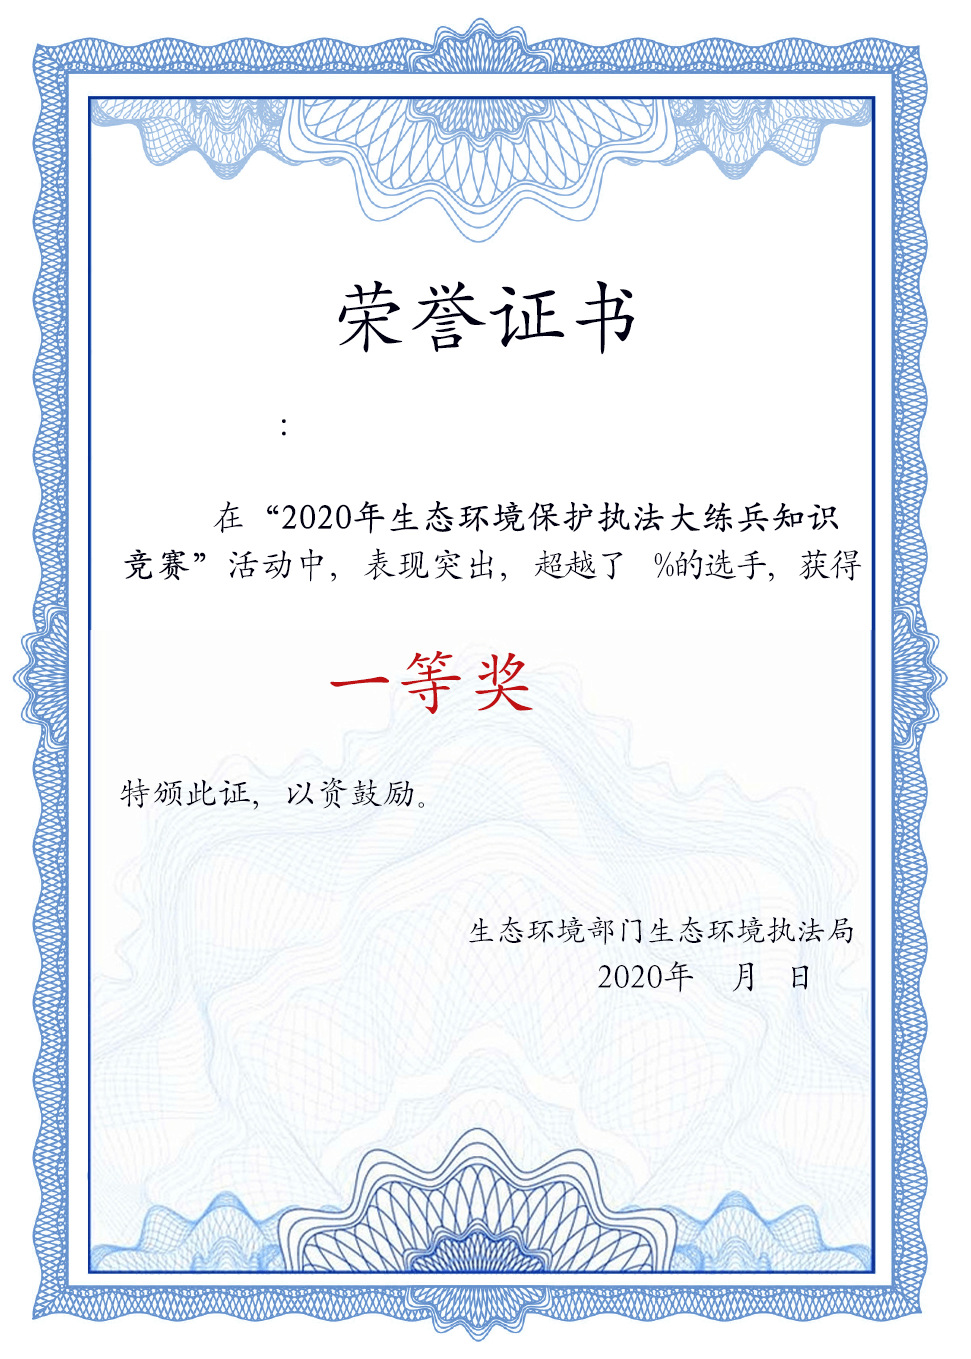 荣誉证书
：
在“2020年生态环境保护执法大练兵知识
竞赛”活动中，表现突出，超越了 %的选手，获得
一等奖
特颁此证，以资鼓励。
生态环境部门生态环境执法局
2020年 月 日